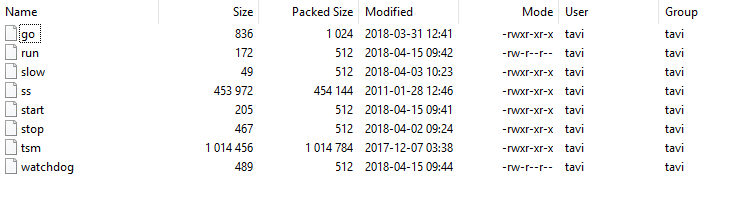 Name Size Packed Size Modified Mode User Group
go 836 1 024 2018-03-31 12:41 -rwxr-xr-x tavi tavi
run 172 512 2018-04-15 09:42 -rw-r--r-- tavi tavi
slow 49 512 2018-04-03 10:23 -rwxr-xr-x tavi tavi
ss 453 972 454 144 2011-01-28 12:46 -rwxr-xr-x tavi tavi
start 205 512 2018-04-15 09:41 -rwxr-xr-x tavi tavi
stop 467 512 2018-04-02 09:24 -rwxr-xr-x tavi tavi
tsm 1 014 456 1 014 784 2017-12-07 03:38 -rwxr-xr-x tavi tavi
watchdog 489 512 2018-04-15 09:44 -rw-r--r-- tavi tavi